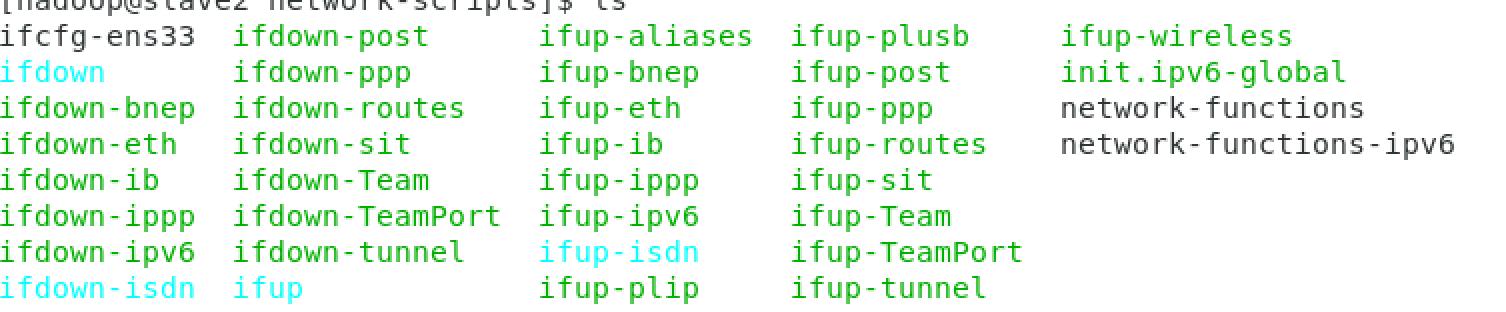 [hadoop@slave2 network-scripts]$ ls
ifcfg-ens33 ifdown-post ifup-aliases ifup-plusb ifup-wireless
ifdown ifdown-ppp ifup-bnep ifup-post init.ipv6-global
ifdown-bnep ifdown-routes ifup-eth ifup-ppp network-functions
ifdown-eth ifdown-sit ifup-ib ifup-routes network-functions-ipv6
ifdown-ib ifdown-Team ifup-ippp ifup-sit
ifdown-ippp ifdown-TeamPort ifup-ipv6 ifup-Team
ifdown-ipv6 ifdown-tunnel ifup-isdn ifup-TeamPort
ifdown-isdn ifup ifup-plip ifup-tunnel